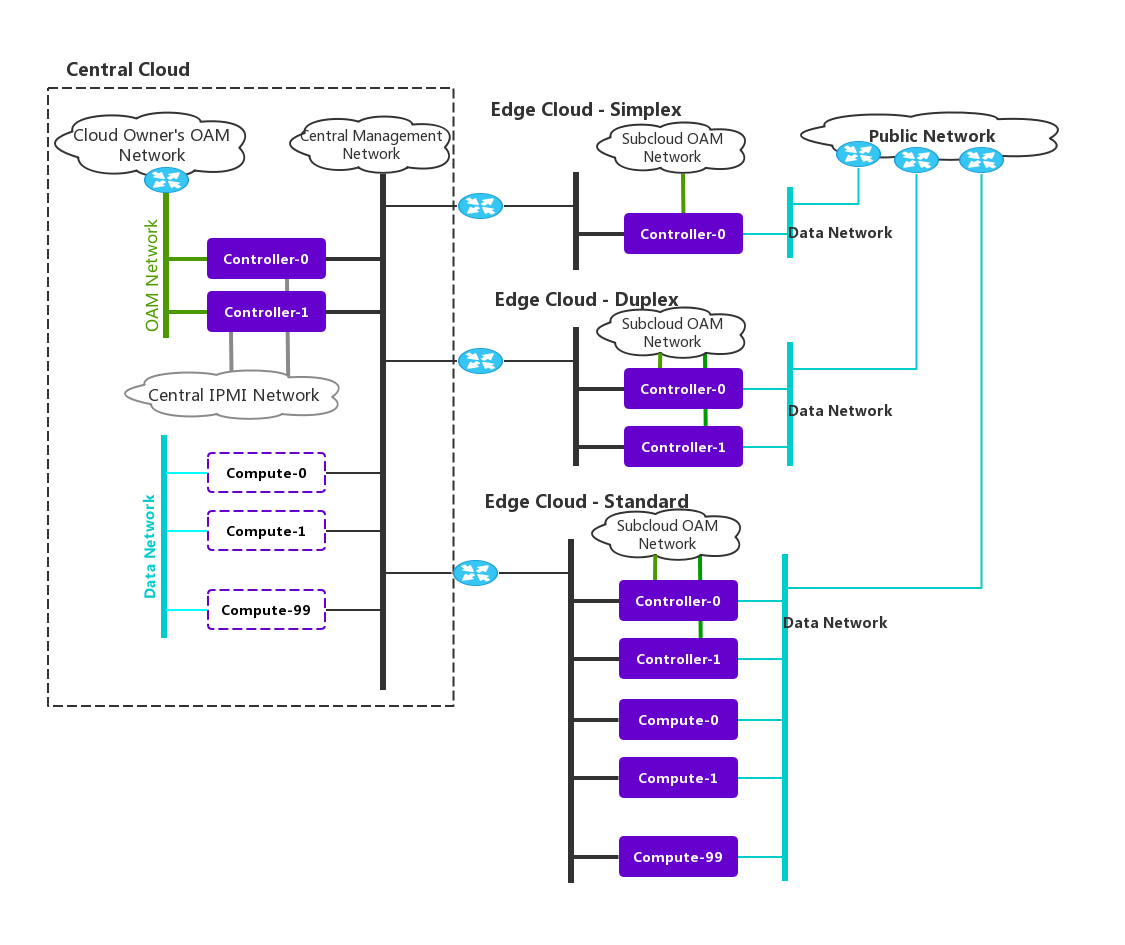 Central Cloud
Cloud Owner's OAM
Network
Central Management
Network
OAM Network
Controller-0
Controller-1
Central IPMI Network
Data Network
Compute-0
Compute-1
Compute-99
Edge Cloud - Simplex
Subcloud OAM
Network
Controller-0
Data Network
Public Network
Edge Cloud - Duplex
Subcloud OAM
Network
Controller-0
Controller-1
Data Network
Edge Cloud - Standard
Subcloud OAM
Network
Controller-0
Controller-1
Compute-0
Compute-1
Compute-99
Data Network